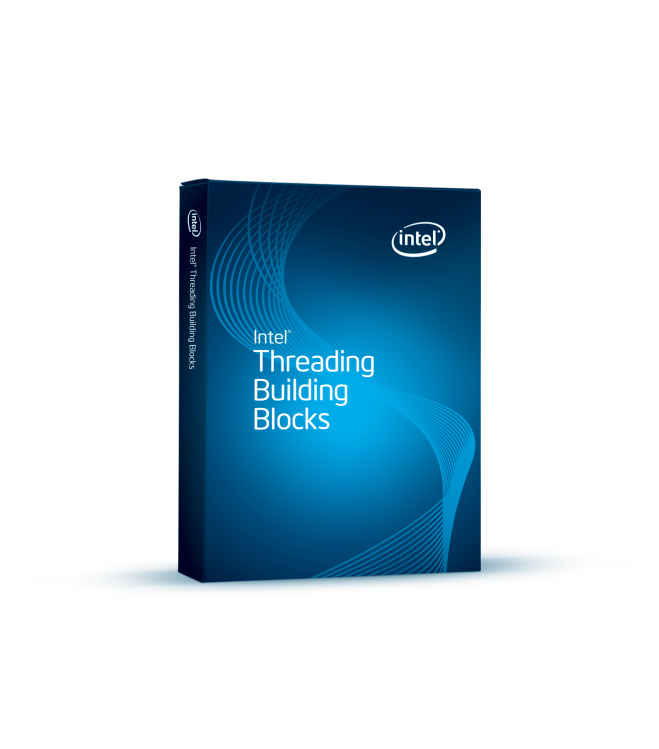 intel®
Intel® Threading Building Blocks
intel®
Intel®
Threading
Building
Blocks